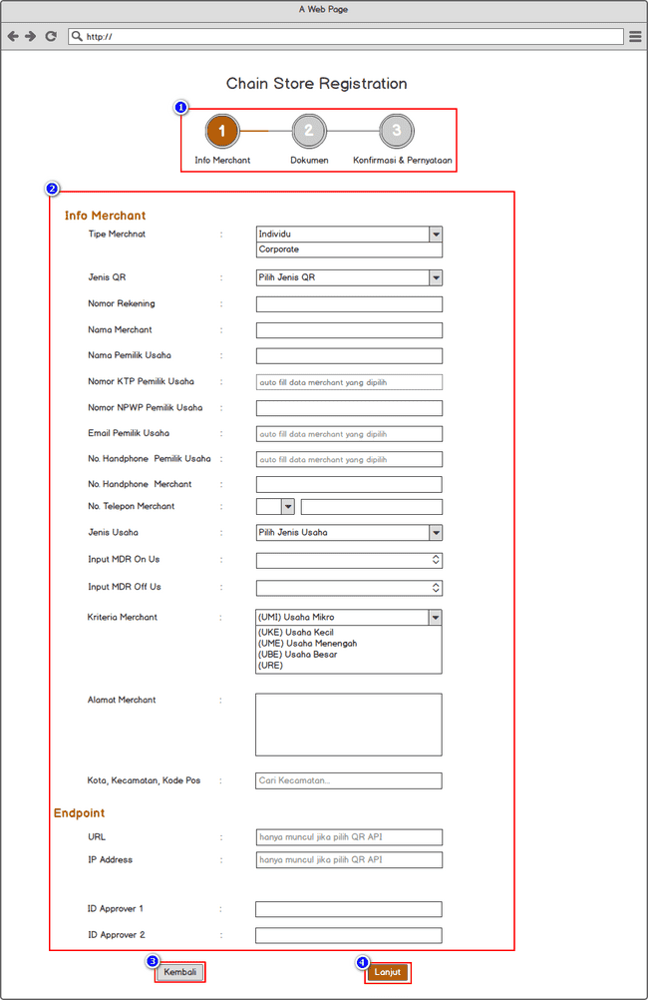 A Web Page
http://
Chain Store Registration
1
1 2 3
Info Merchant Dokumen Konfirmasi & Pernyataan
2
Info Merchant
Tipe Merchnat : Individu
Corporate
Jenis QR : Pilih Jenis QR
Nomor Rekening :
Nama Merchant :
Nama Pemilik Usaha :
Nomor KTP Pemilik Usaha : auto fill data merchant yang dipilih
Nomor NPWP Pemilik Usaha :
Email Pemilik Usaha : auto fill data merchant yang dipilih
No. Handphone Pemilik Usaha : auto fill data merchant yang dipilih
No. Handphone Merchant :
No. Telepon Merchant :
Jenis Usaha : Pilih Jenis Usaha
Input MDR On Us :
Input MDR Off Us :
Kriteria Merchant : (UMI) Usaha Mikro
(UKE) Usaha Kecil
(UME) Usaha Menengah
(UBE) Usaha Besar
(URE)
Alamat Merchant :
Kota, Kecamatan, Kode Pos : Cari Kecamatan...
Endpoint
URL : hanya muncul jika pilih QR API
IP Address : hanya muncul jika pilih QR API
ID Approver 1 :
ID Approver 2 :
3 4
Kembali Lanjut